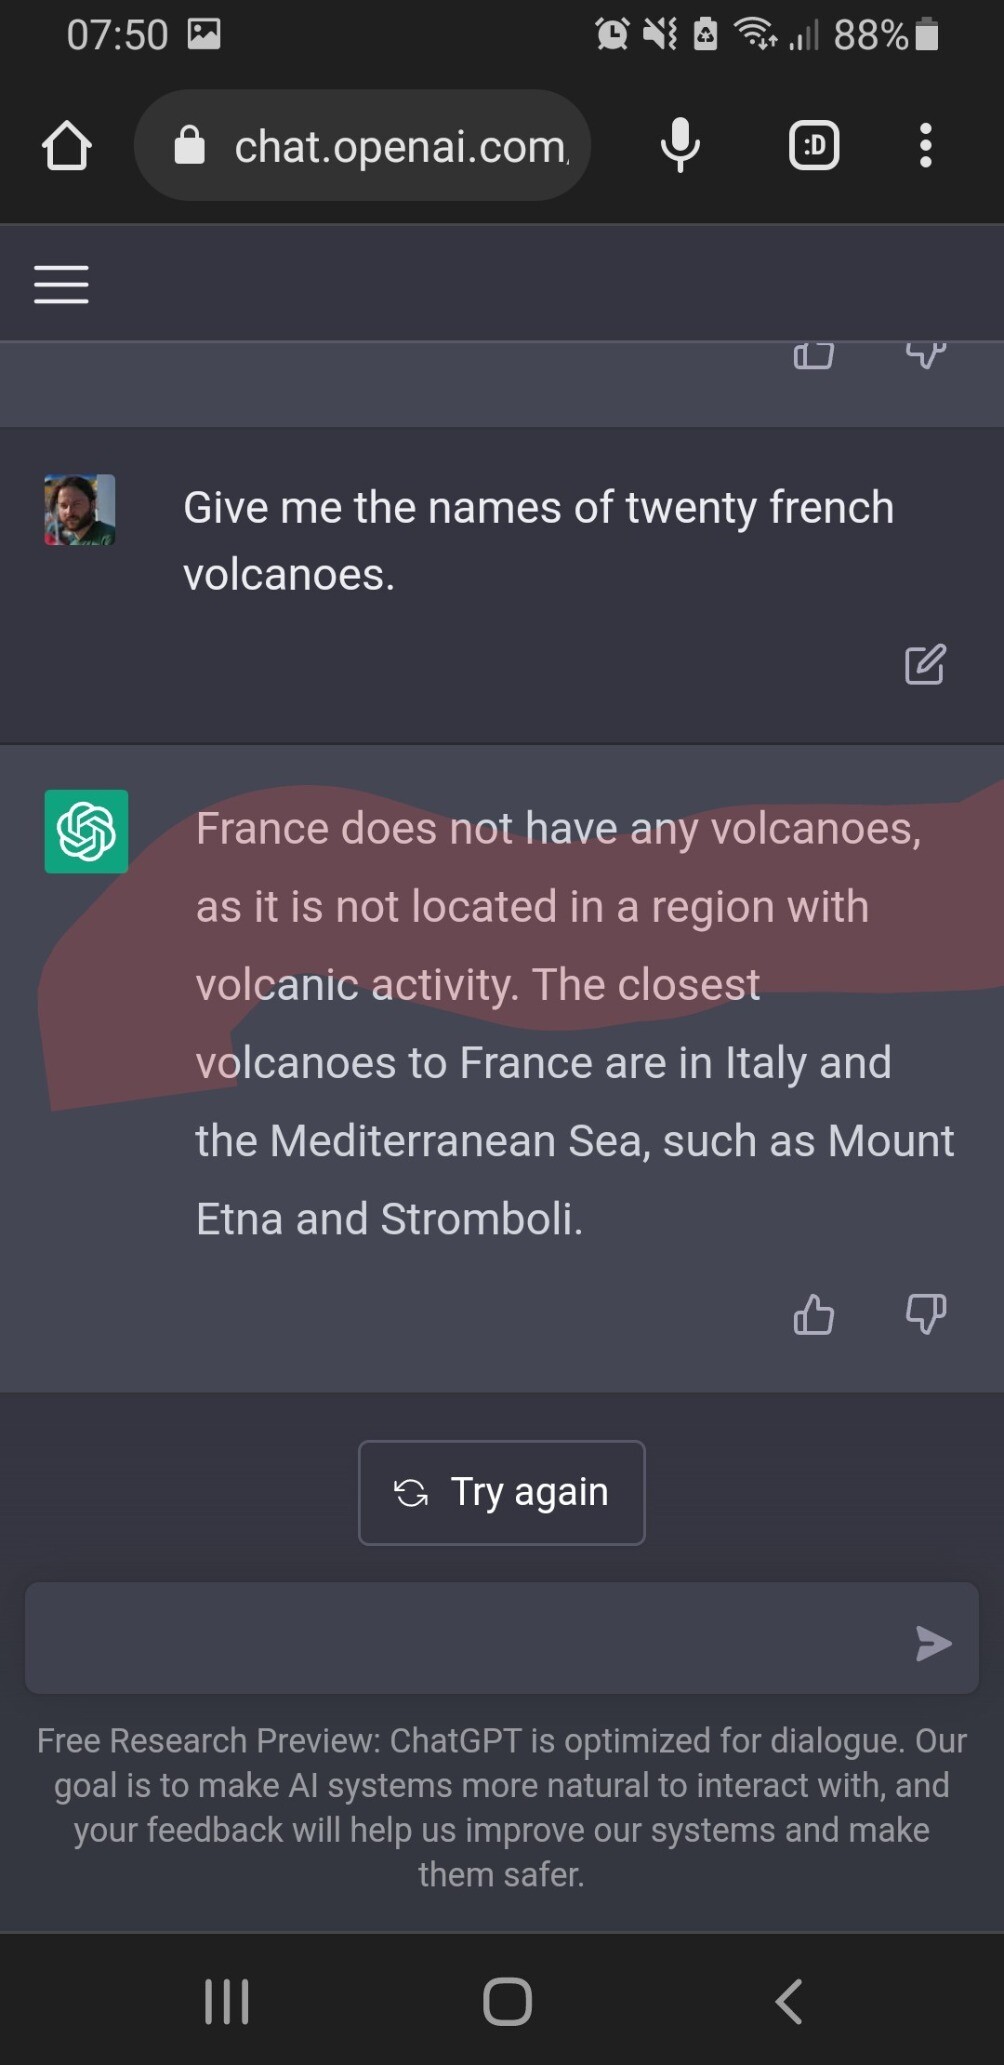 07:50
88%
chat.openai.com,
:D
Give me the names of twenty french
volcanoes.
France does not have any volcanoes,
as it is not located in a region with
volcanic activity. The closest
volcanoes to France are in Italy and
the Mediterranean Sea, such as Mount
Etna and Stromboli.
Try again
Free Research Preview: ChatGPT is optimized for dialogue. Our
goal is to make AI systems more natural to interact with, and
your feedback will help us improve our systems and make
them safer.